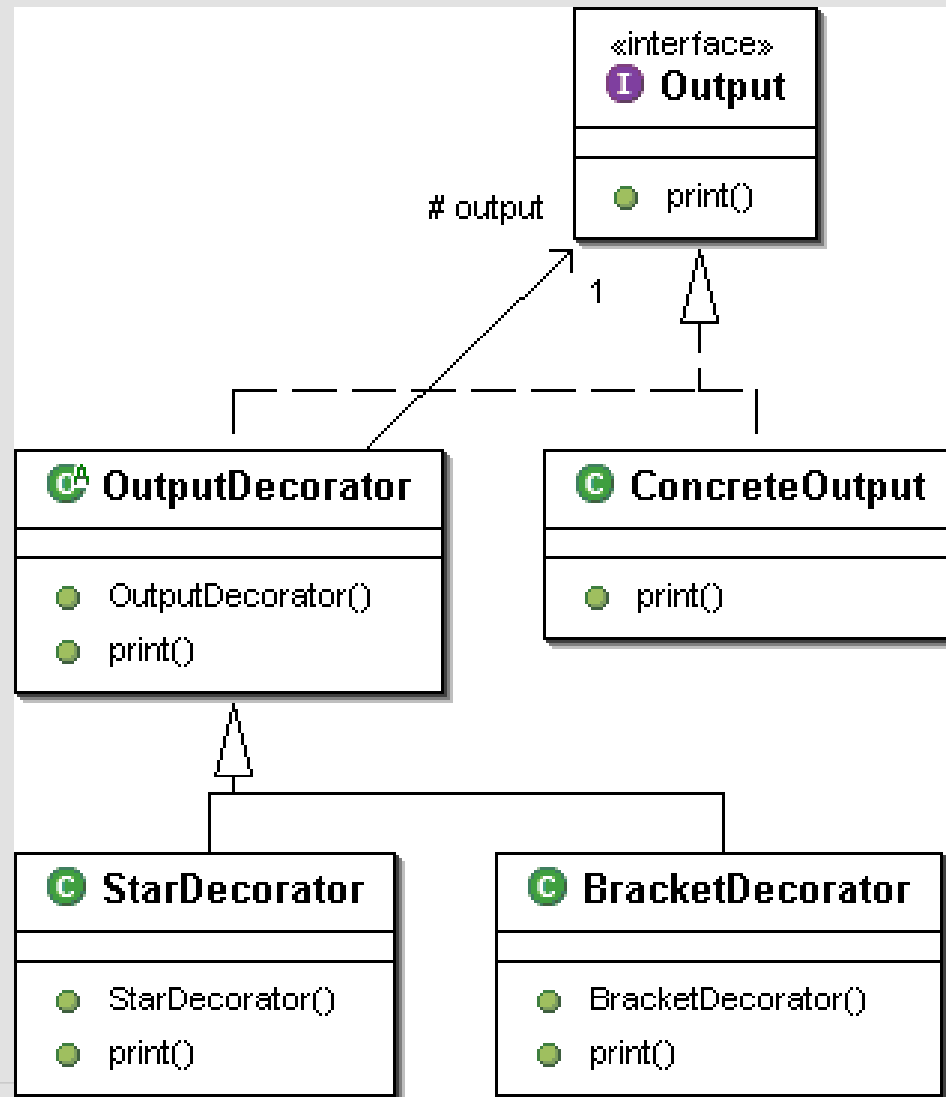 «interface»
I Output
print()
# output
1
C A OutputDecorator
OutputDecorator()
print()
C ConcreteOutput
print()
C StarDecorator
StarDecorator()
print()
C BracketDecorator
BracketDecorator()
print()